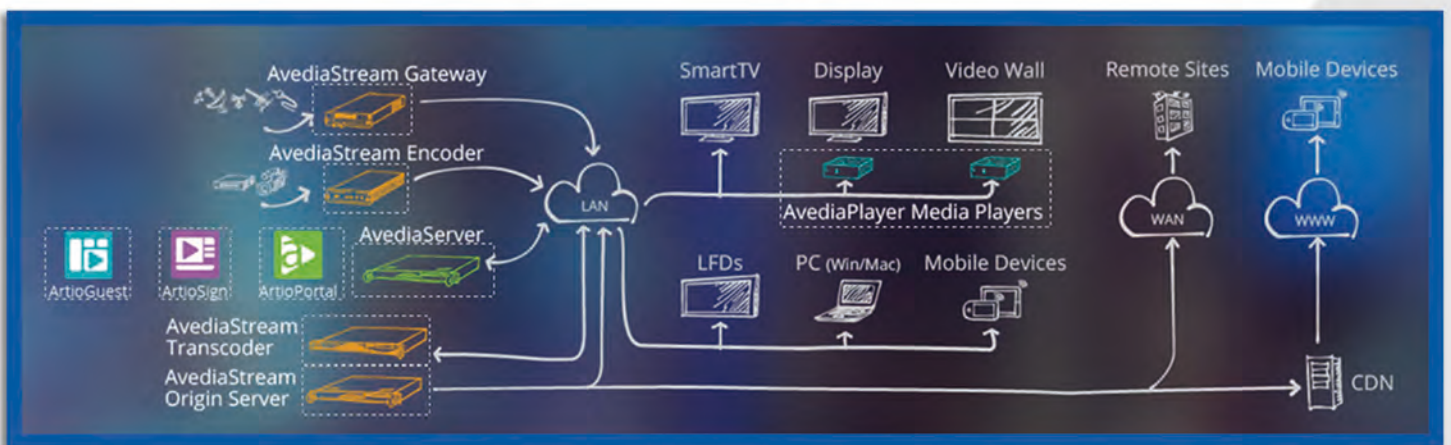 AvediaStream Gateway
SmartTV
Display
Video Wall
Remote Sites
Mobile Devices
AvediaStream Encoder
LAN
AvediaPlayer Media Players
WAN
WWW
AvediaServer
ArtioGuest
ArtioSign
ArtioPortal
LFDs
PC (Win/Mac)
Mobile Devices
AvediaStream
Transcoder
AvediaStream
Origin Server
CDN